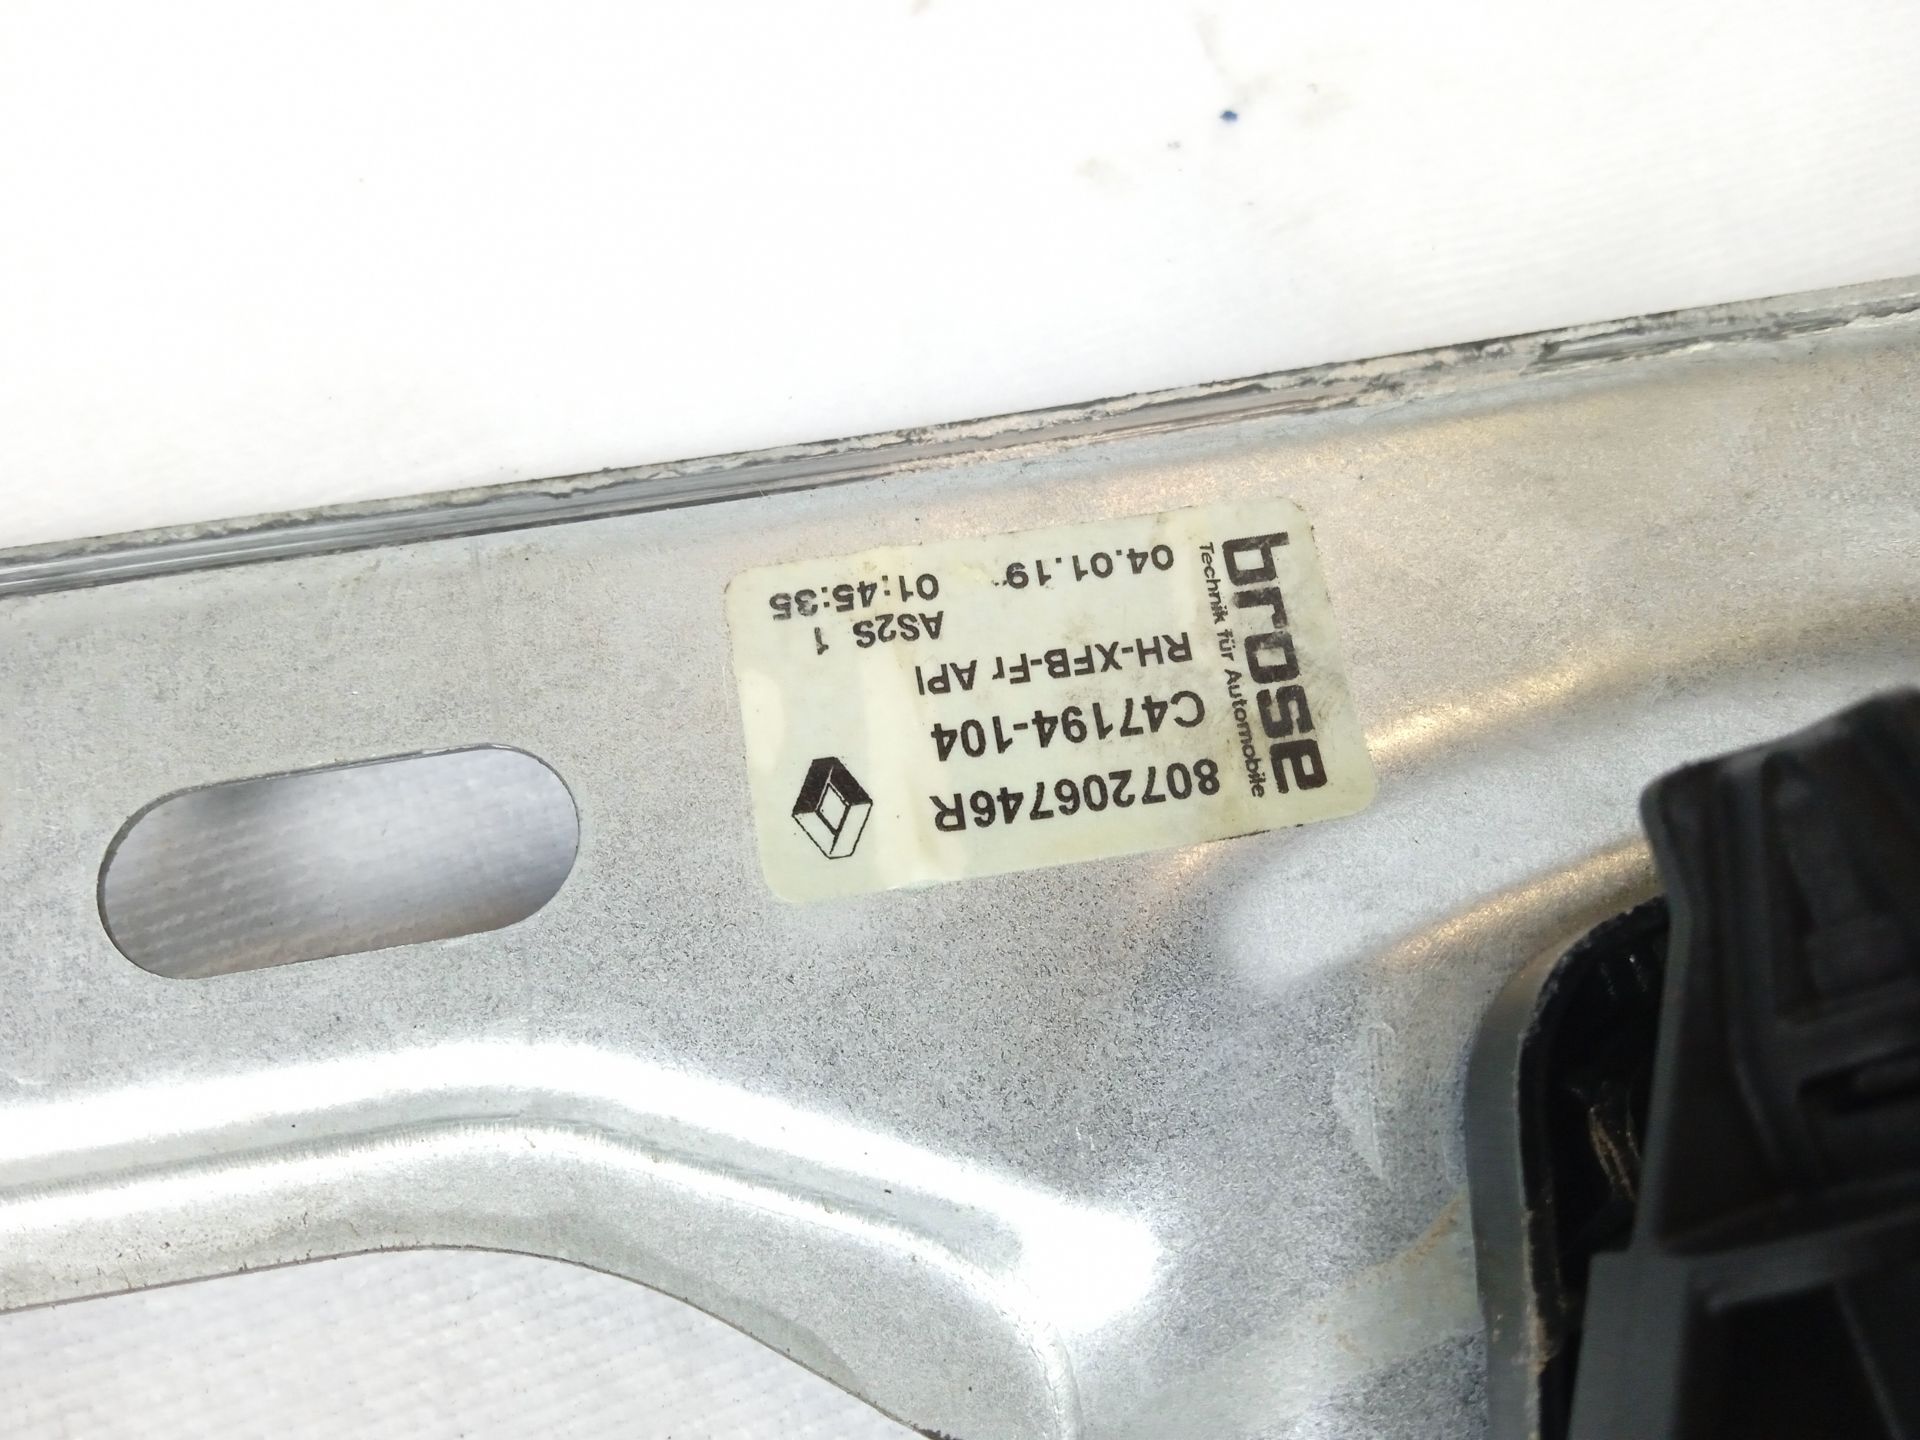 brose
Technik für Automobile
807206746R
C47194-104
RH-XFB-Fr API
AS2S 1
04.01.19
01:45:35